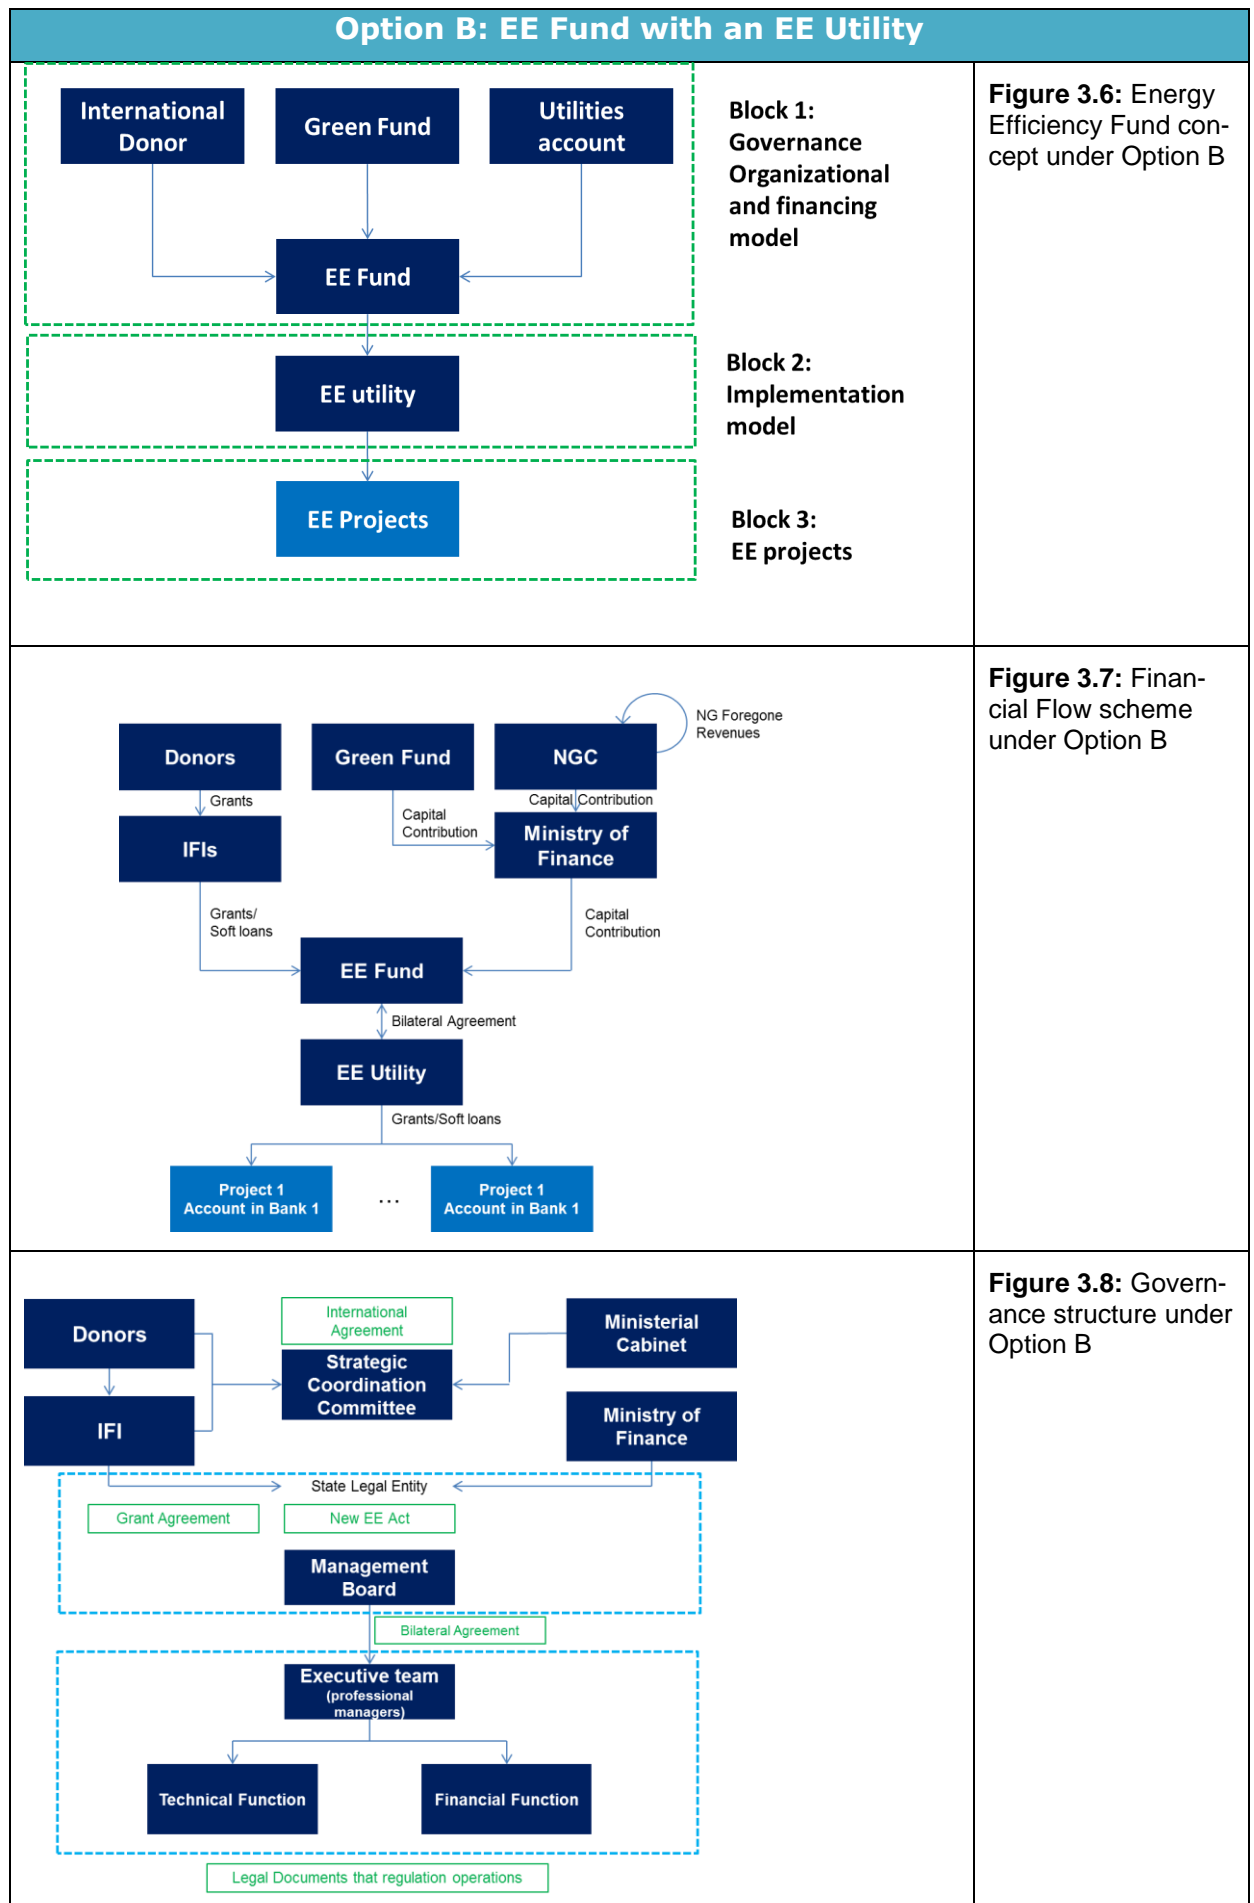 Option B: EE Fund with an EE Utility
International
Donor
Green Fund
Utilities
account
EE Fund
EE utility
EE Projects
Block 1:
Governance
Organizational
and financing
model
Block 2:
Implementation
model
Block 3:
EE projects
Figure 3.6: Energy
Efficiency Fund con-
cept under Option B
Donors
Green Fund
NGC
NG Foregone
Revenues
Grants
Capital Contribution
IFIs
Capital
Contribution
Ministry of
Finance
Grants/
Soft loans
Capital
Contribution
EE Fund
Bilateral Agreement
EE Utility
Grants/Soft loans
Project 1
Account in Bank 1
...
Project 1
Account in Bank 1
Figure 3.7: Finan-
cial Flow scheme
under Option B
Donors
International
Agreement
Strategic
Coordination
Committee
Ministerial
Cabinet
IFI
Ministry of
Finance
State Legal Entity
Grant Agreement
New EE Act
Management
Board
Bilateral Agreement
Executive team
(professional
managers)
Technical Function
Financial Function
Legal Documents that regulation operations
Figure 3.8: Govern-
ance structure under
Option B